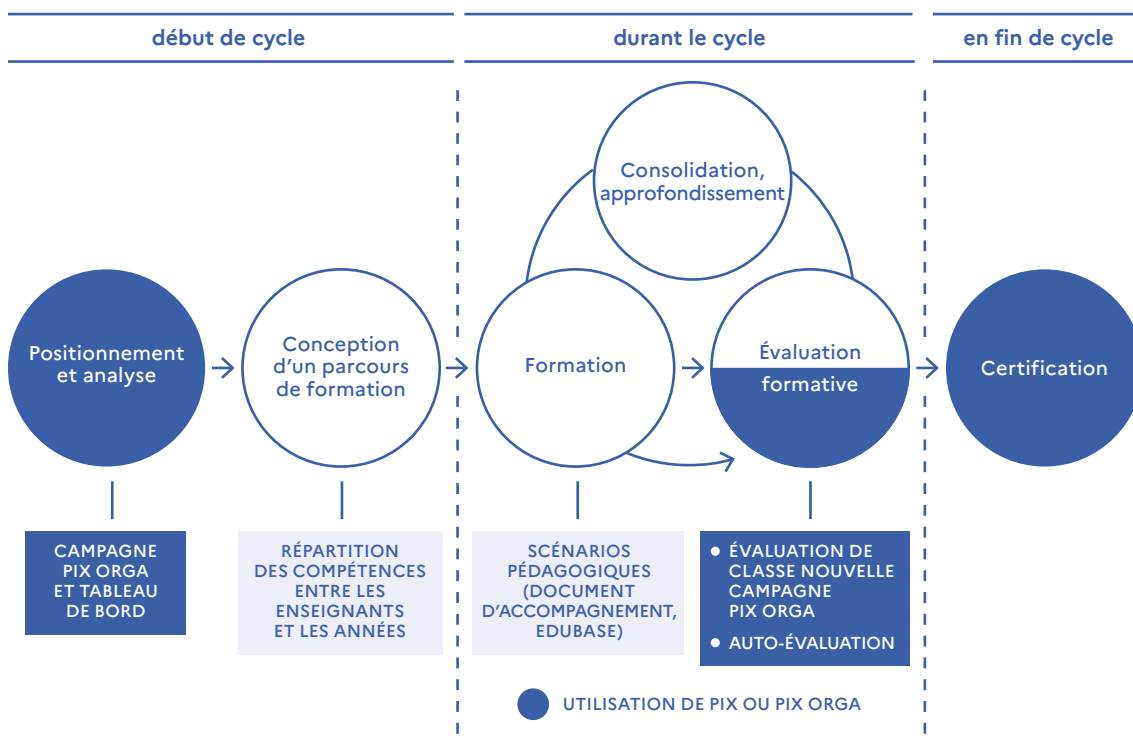 début de cycle
durant le cycle
en fin de cycle
Consolidation,
approfondissement
Positionnement
et analyse
Conception
d'un parcours
de formation
Formation
Évaluation
formative
Certification
CAMPAGNE
PIX ORGA
ET TABLEAU
DE BORD
RÉPARTITION
DES COMPÉTENCES
ENTRE LES
ENSEIGNANTS
ET LES ANNÉES
SCÉNARIOS
PÉDAGOGIQUES
(DOCUMENT
D'ACCOMPAGNEMENT,
EDUBASE)
• ÉVALUATION DE
CLASSE NOUVELLE
CAMPAGNE
PIX ORGA
• AUTO-ÉVALUATION
UTILISATION DE PIX OU PIX ORGA